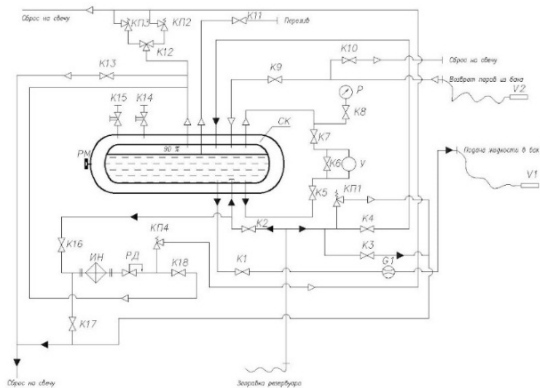 Сброс на свечу
КП3
КП2
К11
Перелив
К12
К10
Сброс на свечу
К13
К9
Возврат паров из бака
V2
К15
К14
P
К8
СК
К7
Подача жидкости в бак
РМ
90 %
К6
V
К5
КП1
V1
К2
К4
К16
КП4
К3
ИН
РД
К18
К1
G1
К17
Сброс на свечу
Заправка резервуара